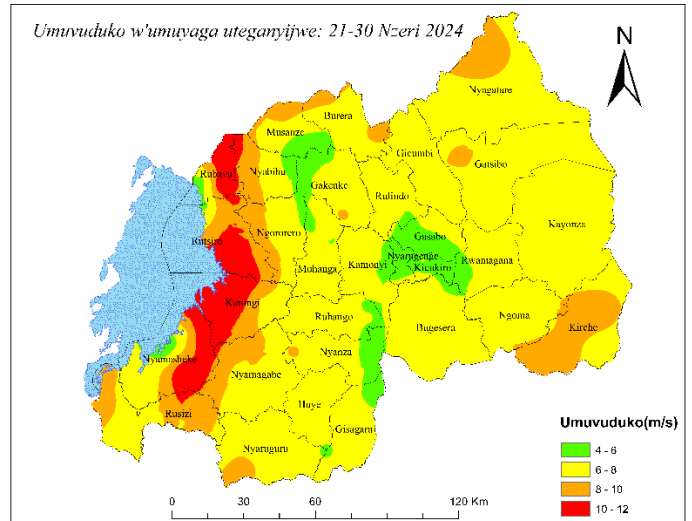 Umuvuduko w'umuyaga uteganyijwe: 21-30 Nzeri 2024
N
Nyagatare
Burera
Musanze
Gicumbi
Gatsibo
Rubavu
Nyabihu
Gakenke
Rulindo
Kayonza
Rutsiro
Ngororero
Gasabo
Nyarugenge
Kicukiro
Rwamagana
Muhanga
Kamonyi
Karongi
Ruhango
Bugesera
Ngoma
Kirehe
Nyamasheke
Nyanza
Nyamagabe
Rusizi
Huye
Gisagara
Nyaruguru
Umuvuduko(m/s)
4 - 6
6 - 8
8 - 10
10 - 12
0 30 60 120 Km